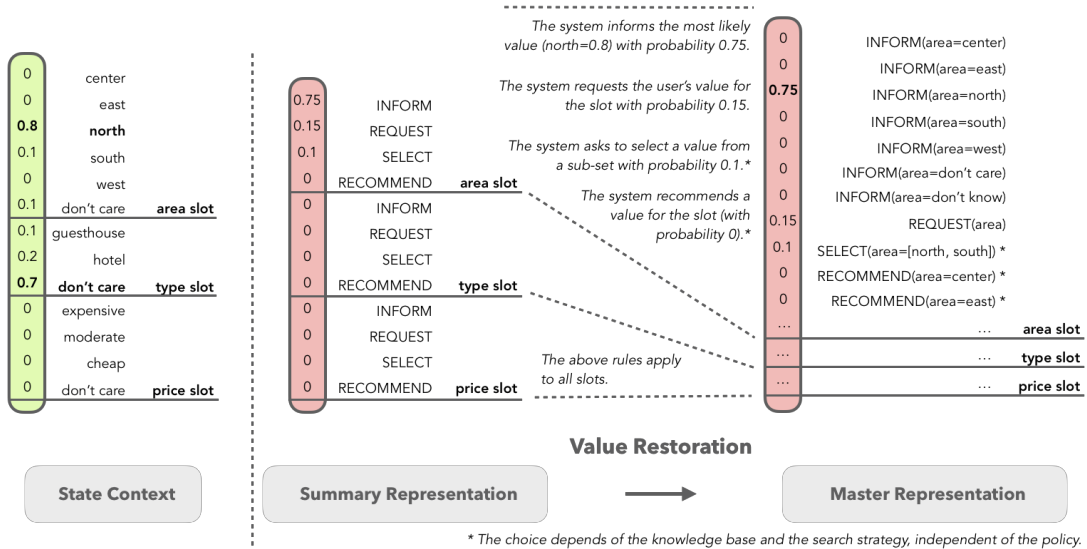 0 center
0 east
0.8 north
0.1 south
0 west
0.1 don't care area slot
0.1 guesthouse
0.2 hotel
0.7 don't care type slot
0 expensive
0 moderate
0 cheap
0 don't care price slot
State Context
0.75 INFORM
0.15 REQUEST
0.1 SELECT
0 RECOMMEND area slot
0 INFORM
0 REQUEST
0 SELECT
0 RECOMMEND type slot
0 INFORM
0 REQUEST
0 SELECT
0 RECOMMEND price slot
Summary Representation
The system informs the most likely
value (north=0.8) with probability 0.75.
The system requests the user's value for
the slot with probability 0.15.
The system asks to select a value from
a sub-set with probability 0.1.*
The system recommends a
value for the slot (with
probability 0).*
The above rules apply
to all slots.
Value Restoration
0 INFORM(area=center)
0 INFORM(area=east)
0.75 INFORM(area=north)
0 INFORM(area=south)
0 INFORM(area=west)
0 INFORM(area=don't care)
0 INFORM(area=don't know)
0.15 REQUEST(area)
0.1 SELECT(area=[north, south]) *
0 RECOMMEND(area=center) *
0 RECOMMEND(area=east) *
... ... area slot
... ... type slot
... ... price slot
Master Representation
* The choice depends of the knowledge base and the search strategy, independent of the policy.